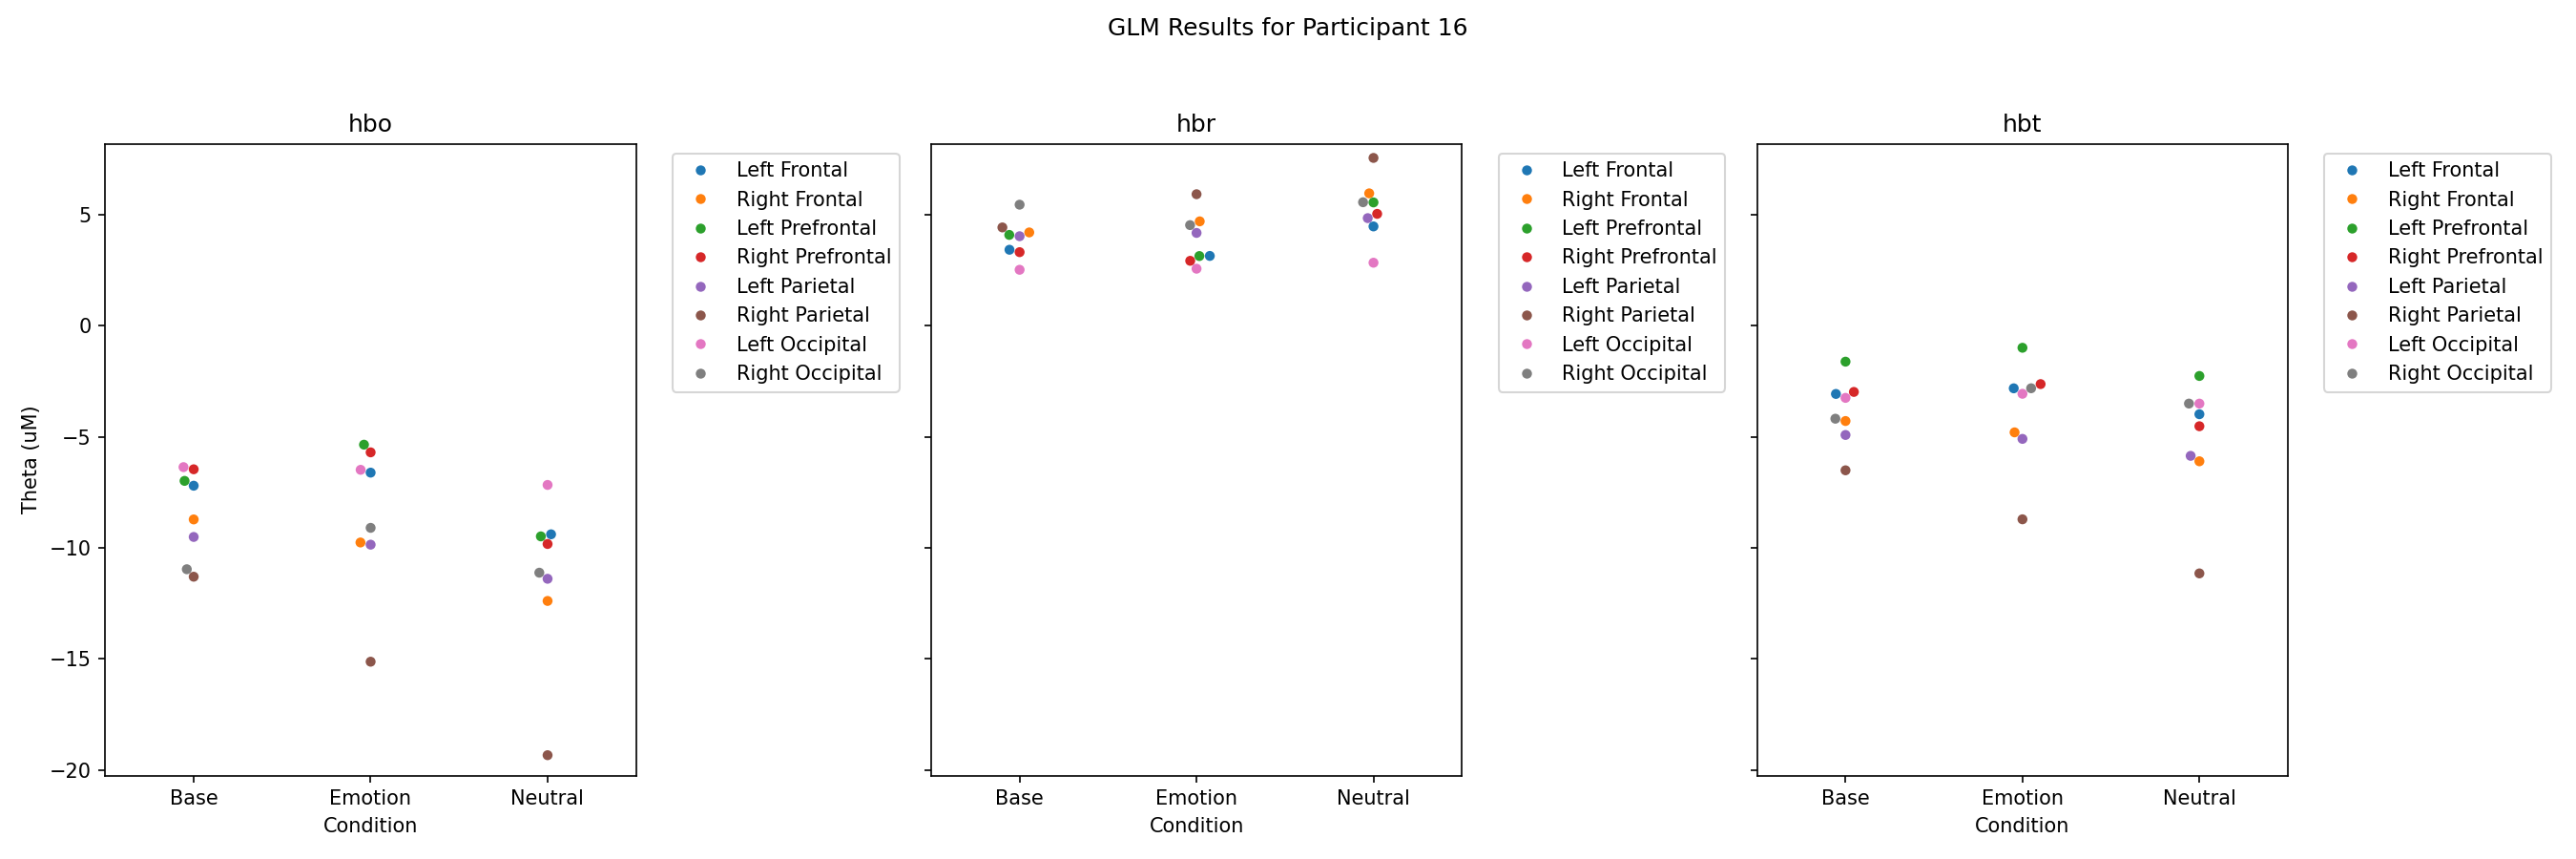 GLM Results for Participant 16
hbo
Theta (uM)
5
0
−5
−10
−15
−20
Base
Emotion
Neutral
Condition
Left Frontal
Right Frontal
Left Prefrontal
Right Prefrontal
Left Parietal
Right Parietal
Left Occipital
Right Occipital
hbr
Base
Emotion
Neutral
Condition
Left Frontal
Right Frontal
Left Prefrontal
Right Prefrontal
Left Parietal
Right Parietal
Left Occipital
Right Occipital
hbt
Base
Emotion
Neutral
Condition
Left Frontal
Right Frontal
Left Prefrontal
Right Prefrontal
Left Parietal
Right Parietal
Left Occipital
Right Occipital